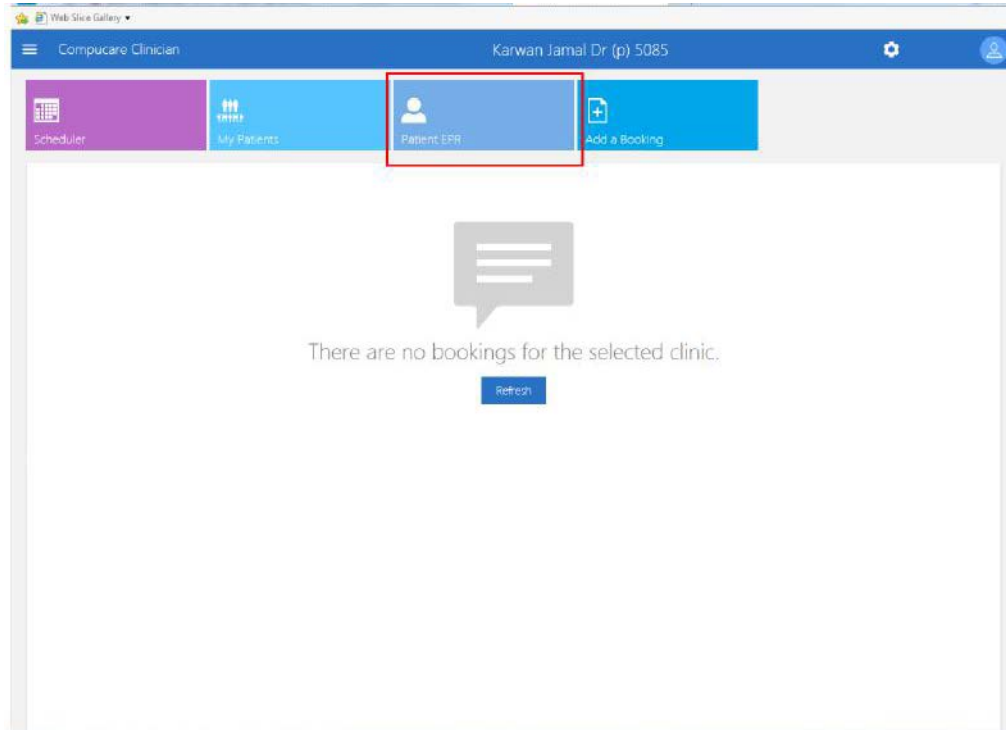 Web Slice Gallery
Compucare Clinician
Karwan Jamal Dr (p) 5085
Scheduler
My Patients
Patient EPR
Add a Booking
There are no bookings for the selected clinic.
Refresh